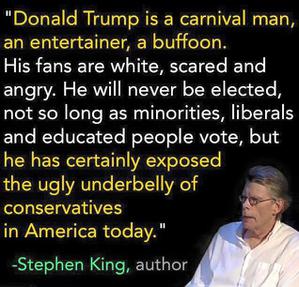 "Donald Trump is a carnival man,
an entertainer, a buffoon.
His fans are white, scared and
angry. He will never be elected,
not so long as minorities, liberals
and educated people vote, but
he has certainly exposed
the ugly underbelly of
conservatives
in America today."
-Stephen King, author